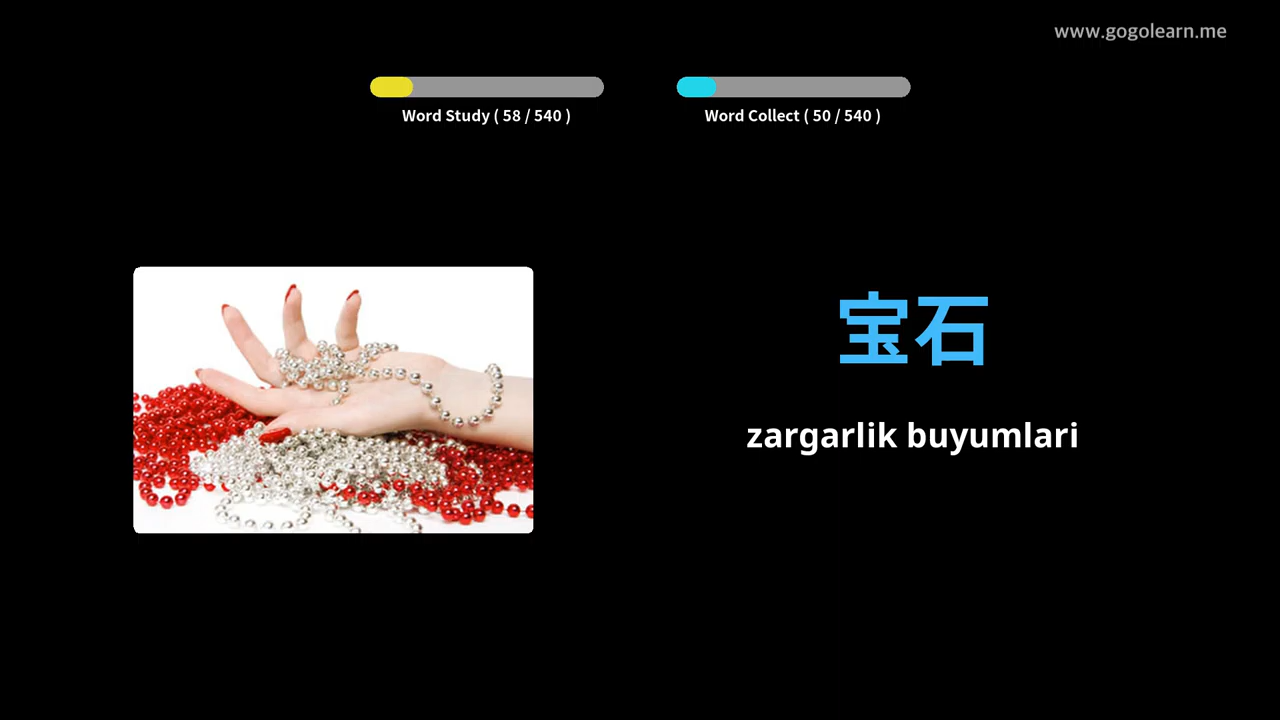 www.gogolearn.me
Word Study ( 58 / 540 )
Word Collect ( 50 / 540 )
宝石
zargarlik buyumlari